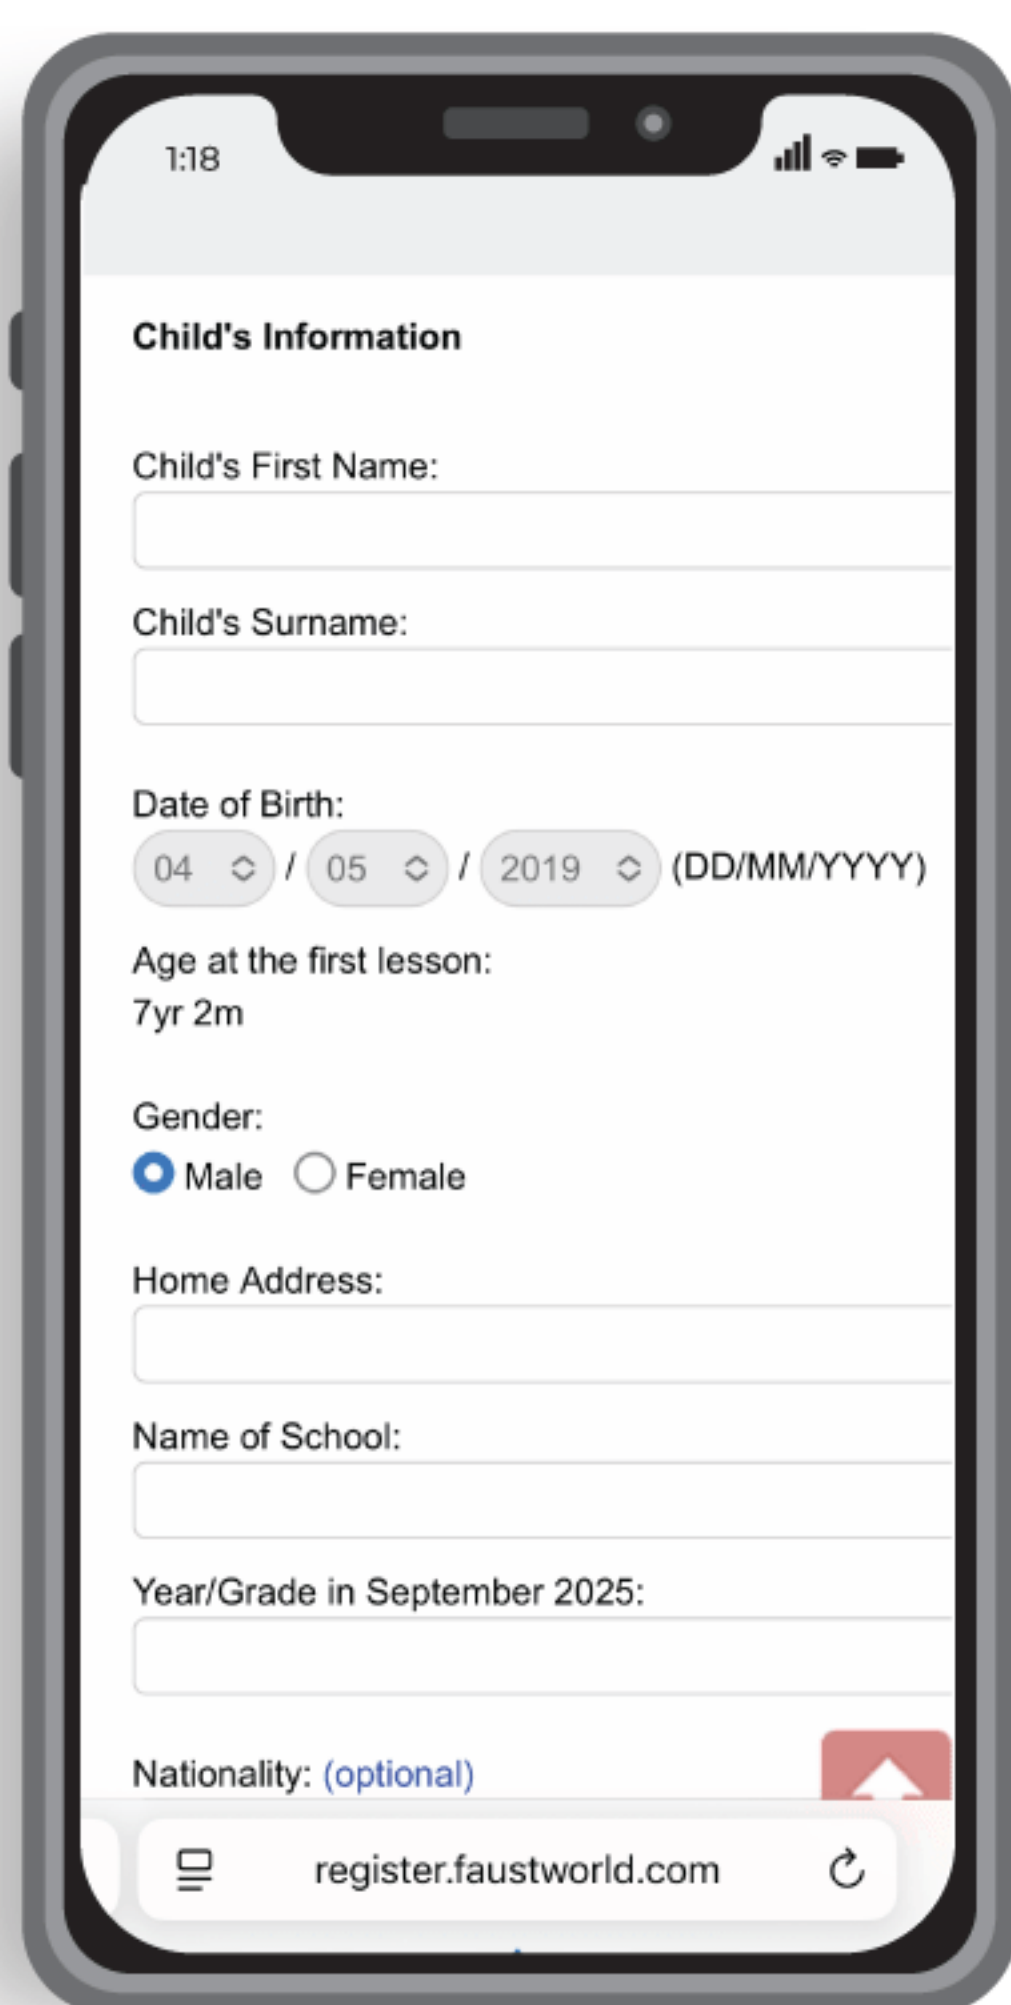 1:18
Child's Information
Child's First Name:
Child's Surname:
Date of Birth:
04 / 05 / 2019 (DD/MM/YYYY)
Age at the first lesson:
7yr 2m
Gender:
Male Female
Home Address:
Name of School:
Year/Grade in September 2025:
Nationality: (optional)
register.faustworld.com